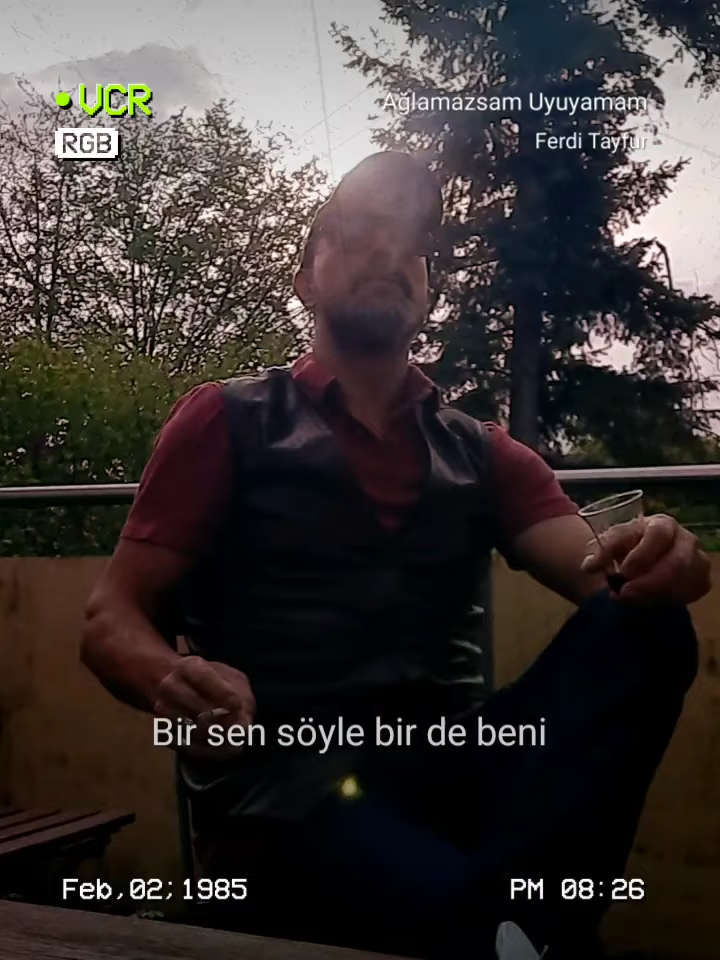 VCR
RGB
Ağlamazsam Uyuyamam
Ferdi Tayfur
Bir sen söyle bir de beni
Feb,02;1985
PM 08:26